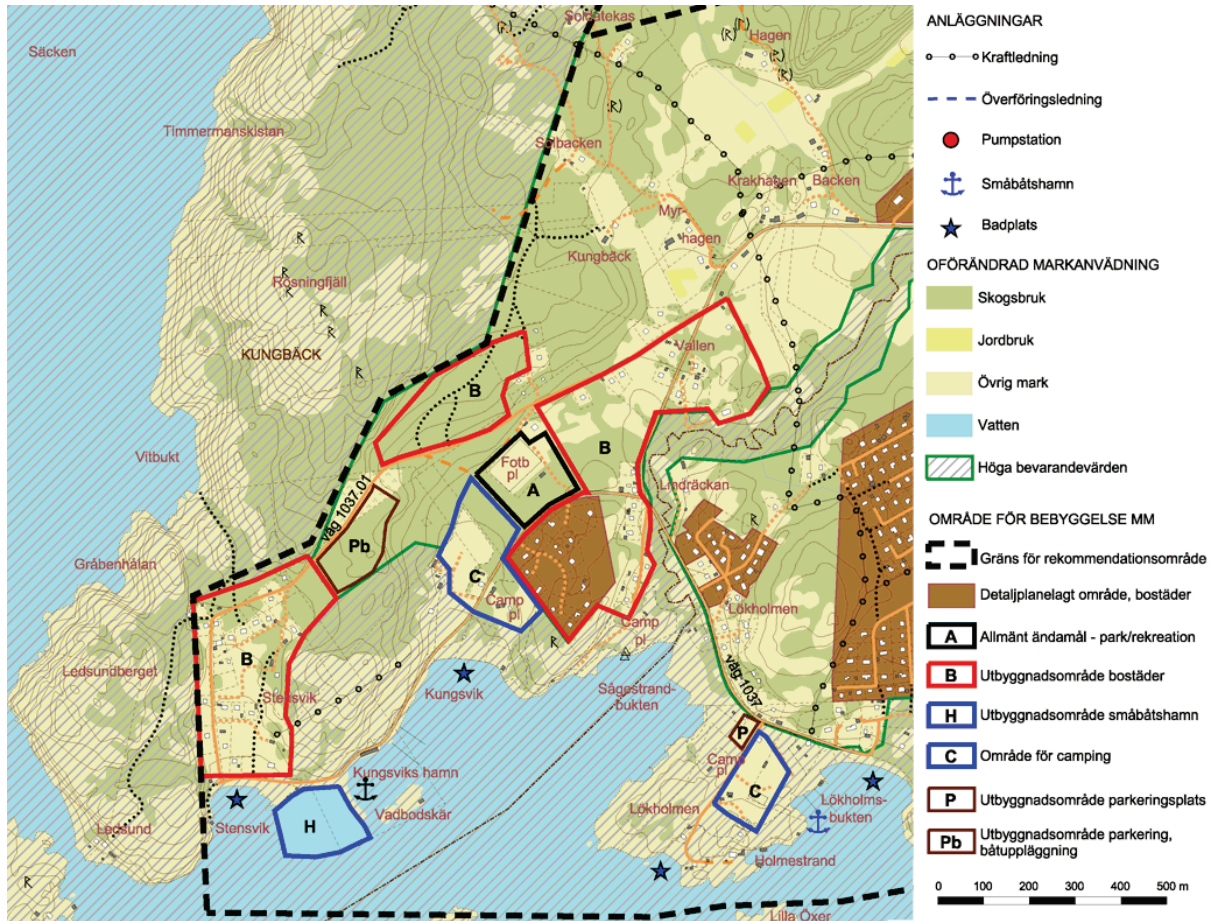 Säcken
Soldatekas
(R)
Hagen
(R)
(R)
(R)
Timmermanskistan
Solbacken
Krakhagen
Backen
Myr-
hagen
Kungbäck
R
R
R
Rösningfjäll
R
R
KUNGBÄCK
Vallen
B
B
Vitbukt
Fotb
pl
A
Lindräckan
väg 1037.01
Pb
R
C
Gråbenhålan
Camp
pl
Lökholmen
R
Camp
pl
B
Ledsundberget
Stensvik
Kungsvik
Sågestrand-
bukten
väg 1037
P
Camp
pl
Kungsviks hamn
C
Vadbodskär
Lökholmen
Lökholms-
bukten
Ledsund
Stensvik
H
Holmestrand
R
Lilla Öxer
ANLÄGGNINGAR
Kraftledning
Överföringsledning
Pumpstation
Småbåtshamn
Badplats
OFÖRÄNDRAD MARKANVÄDNING
Skogsbruk
Jordbruk
Övrig mark
Vatten
Höga bevarandevärden
OMRÅDE FÖR BEBYGGELSE MM
Gräns för rekommendationsområde
Detaljplanelagt område, bostäder
A Allmänt ändamål - park/rekreation
B Utbyggnadsområde bostäder
H Utbyggnadsområde småbåtshamn
C Område för camping
P Utbyggnadsområde parkeringsplats
Pb Utbyggnadsområde parkering,
båtuppläggning
0 100 200 300 400 500 m